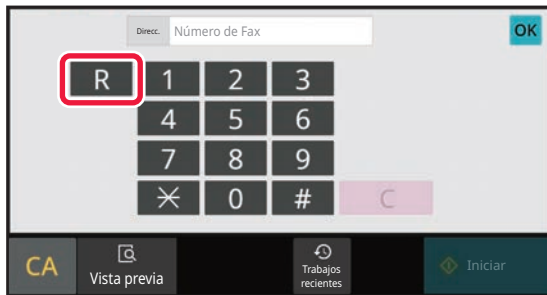 Direcc. Número de Fax OK
R 1 2 3
4 5 6
7 8 9
* 0 # C
CA Vista previa Trabajos
recientes Iniciar